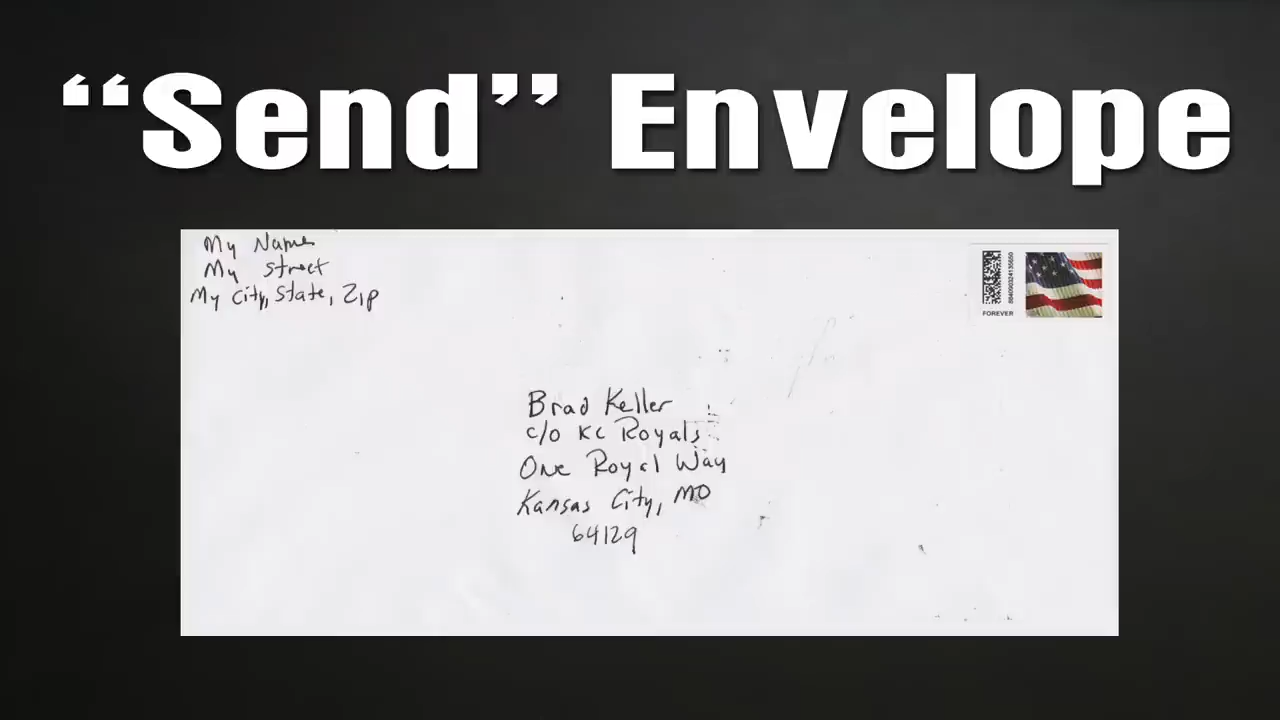 “Send” Envelope
My Name
My Street
My City, State, Zip
FOREVER
Brad Keller
c/o KC Royals
One Royal Way
Kansas City, MO
64129